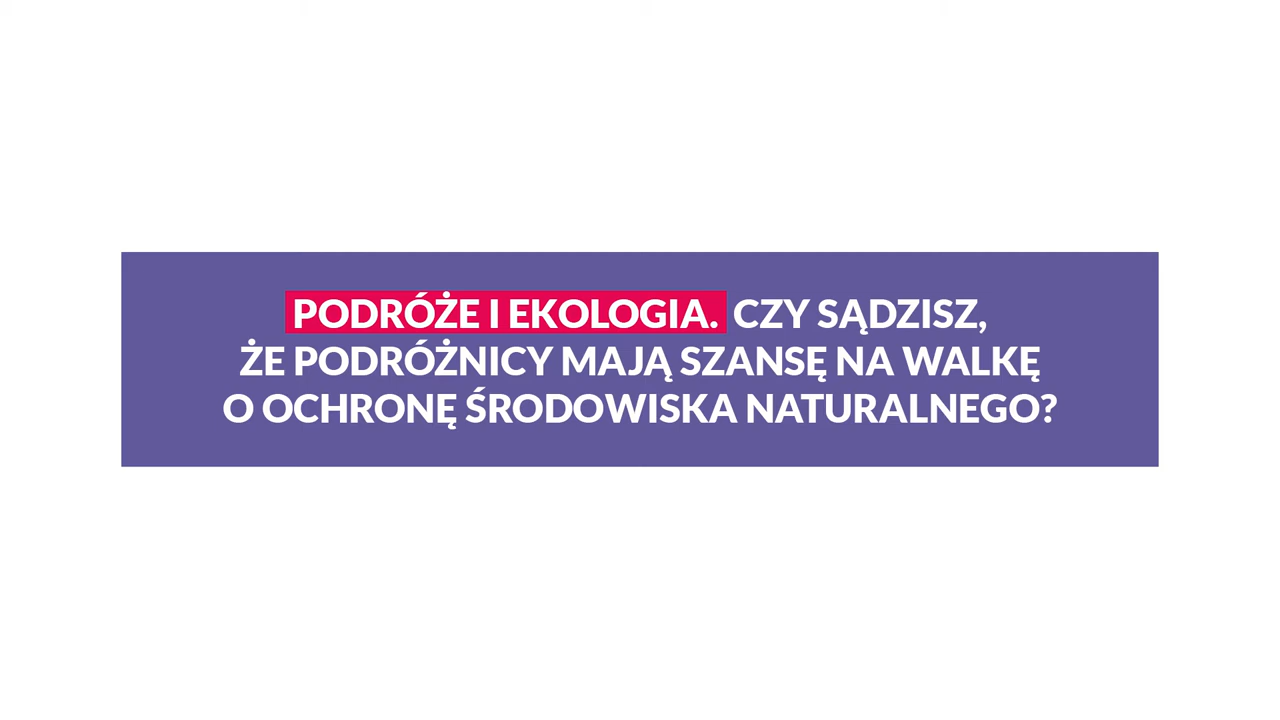 PODRÓŻE I EKOLOGIA. CZY SĄDZISZ,
ŻE PODRÓŻNICY MAJĄ SZANSĘ NA WALKĘ
O OCHRONĘ ŚRODOWISKA NATURALNEGO?